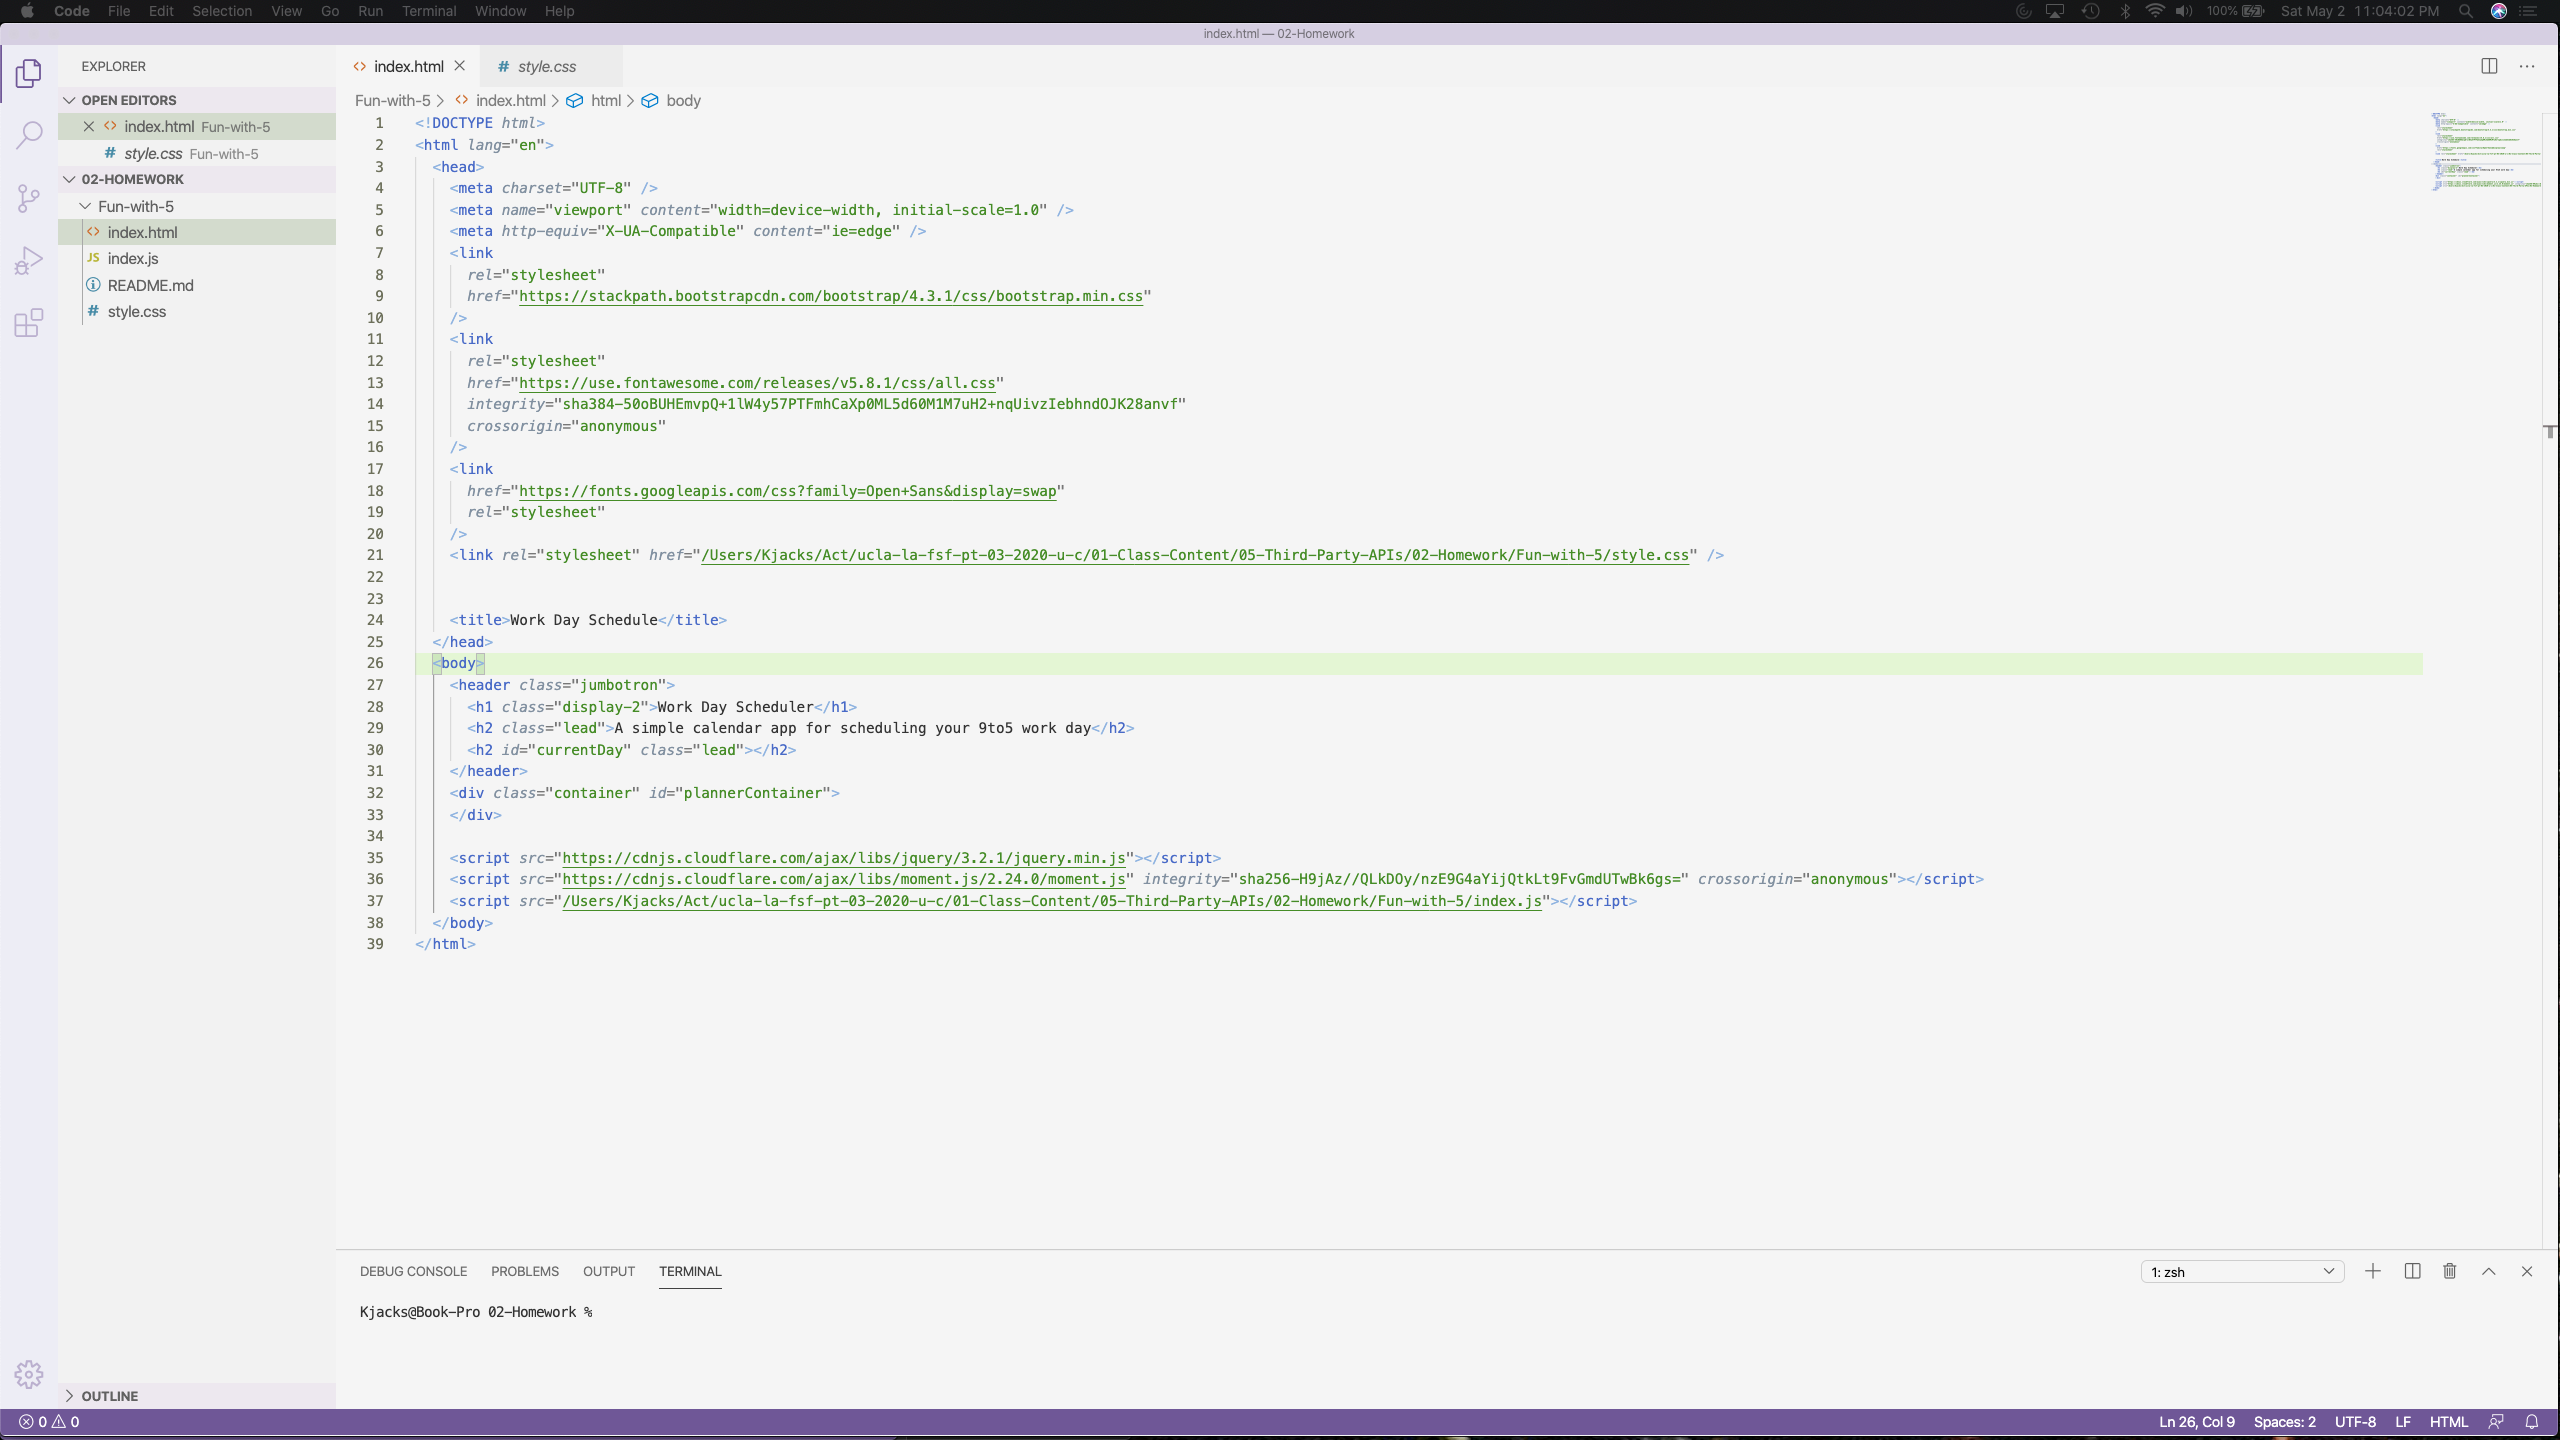 Code File Edit Selection View Go Run Terminal Window Help
100% Sat May 2 11:04:02 PM
index.html — 02-Homework
EXPLORER
OPEN EDITORS
index.html Fun-with-5
style.css Fun-with-5
02-HOMEWORK
Fun-with-5
index.html
index.js
README.md
style.css
OUTLINE
index.html
style.css
Fun-with-5 > index.html > html > body
1 <!DOCTYPE html>
2 <html lang="en">
3 <head>
4 <meta charset="UTF-8" />
5 <meta name="viewport" content="width=device-width, initial-scale=1.0" />
6 <meta http-equiv="X-UA-Compatible" content="ie=edge" />
7 <link
8 rel="stylesheet"
9 href="https://stackpath.bootstrapcdn.com/bootstrap/4.3.1/css/bootstrap.min.css"
10 />
11 <link
12 rel="stylesheet"
13 href="https://use.fontawesome.com/releases/v5.8.1/css/all.css"
14 integrity="sha384-50oBUHEmvpQ+1lW4y57PTFmhCaXp0ML5d60M1M7uH2+nqUivzIebhndOJK28anvf"
15 crossorigin="anonymous"
16 />
17 <link
18 href="https://fonts.googleapis.com/css?family=Open+Sans&display=swap"
19 rel="stylesheet"
20 />
21 <link rel="stylesheet" href="/Users/Kjacks/Act/ucla-la-fsf-pt-03-2020-u-c/01-Class-Content/05-Third-Party-APIs/02-Homework/Fun-with-5/style.css" />
22
23
24 <title>Work Day Schedule</title>
25 </head>
26 <body>
27 <header class="jumbotron">
28 <h1 class="display-2">Work Day Scheduler</h1>
29 <h2 class="lead">A simple calendar app for scheduling your 9to5 work day</h2>
30 <h2 id="currentDay" class="lead"></h2>
31 </header>
32 <div class="container" id="plannerContainer">
33 </div>
34
35 <script src="https://cdnjs.cloudflare.com/ajax/libs/jquery/3.2.1/jquery.min.js"></script>
36 <script src="https://cdnjs.cloudflare.com/ajax/libs/moment.js/2.24.0/moment.js" integrity="sha256-H9jAz//QLkDOy/nzE9G4aYijQtkLt9FvGmdUTwBk6gs=" crossorigin="anonymous"></script>
37 <script src="/Users/Kjacks/Act/ucla-la-fsf-pt-03-2020-u-c/01-Class-Content/05-Third-Party-APIs/02-Homework/Fun-with-5/index.js"></script>
38 </body>
39 </html>
DEBUG CONSOLE PROBLEMS OUTPUT TERMINAL
1: zsh
Kjacks@Book-Pro 02-Homework %
0 0
Ln 26, Col 9 Spaces: 2 UTF-8 LF HTML